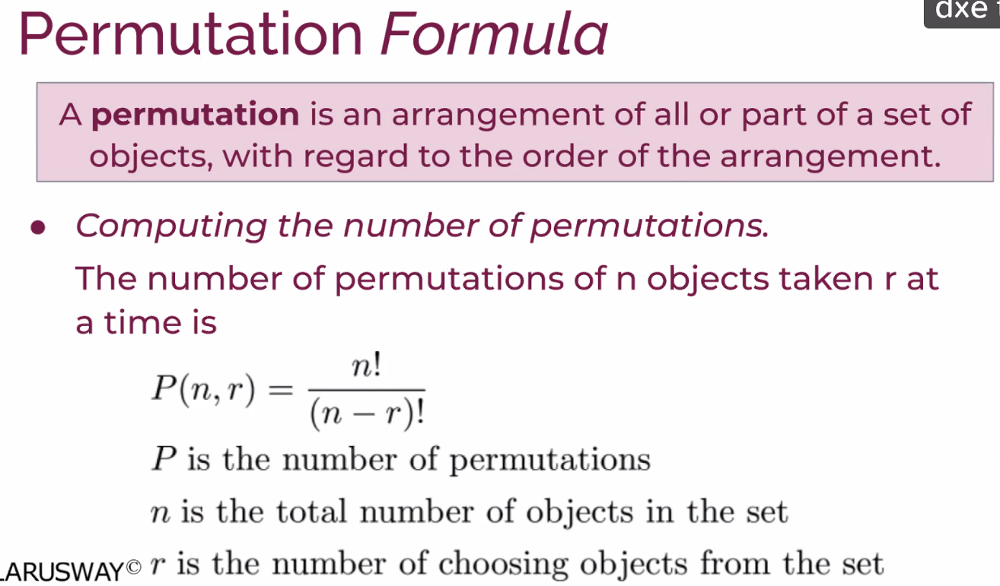 dxe
Permutation Formula
A permutation is an arrangement of all or part of a set of
objects, with regard to the order of the arrangement.
● Computing the number of permutations.
The number of permutations of n objects taken r at
a time is
P(n, r) = n! / (n − r)!
P is the number of permutations
n is the total number of objects in the set
r is the number of choosing objects from the set
LARUSWAY©